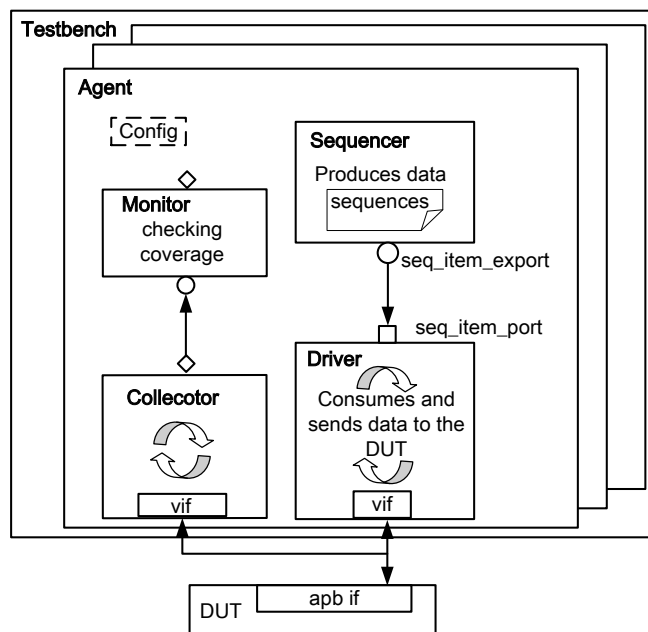 Testbench
Agent
Config
Sequencer
Produces data
sequences
Monitor
checking
coverage
seq_item_export
seq_item_port
Driver
Consumes and
sends data to the
DUT
vif
Collecotor
vif
DUT
apb if